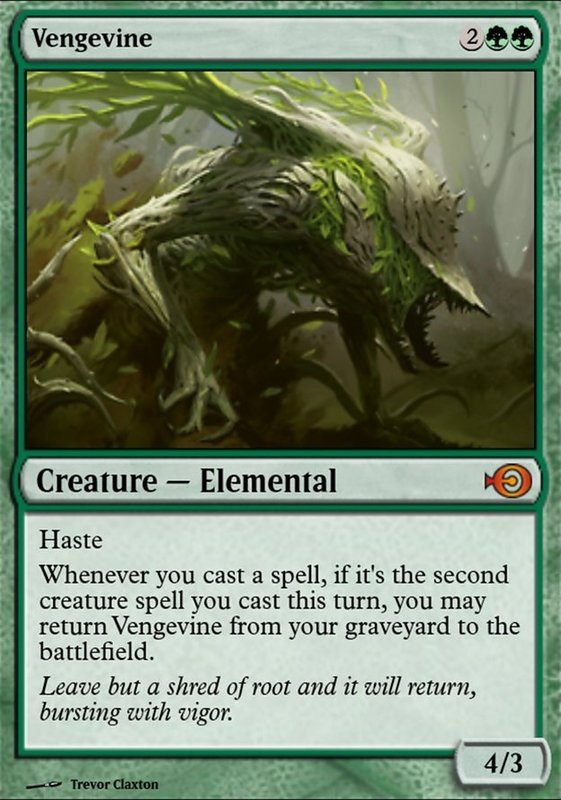 Vengevine 2
Creature — Elemental
Haste
Whenever you cast a spell, if it's the second
creature spell you cast this turn, you may
return Vengevine from your graveyard to the
battlefield.
Leave but a shred of root and it will return,
bursting with vigor.
4/3
Trevor Claxton